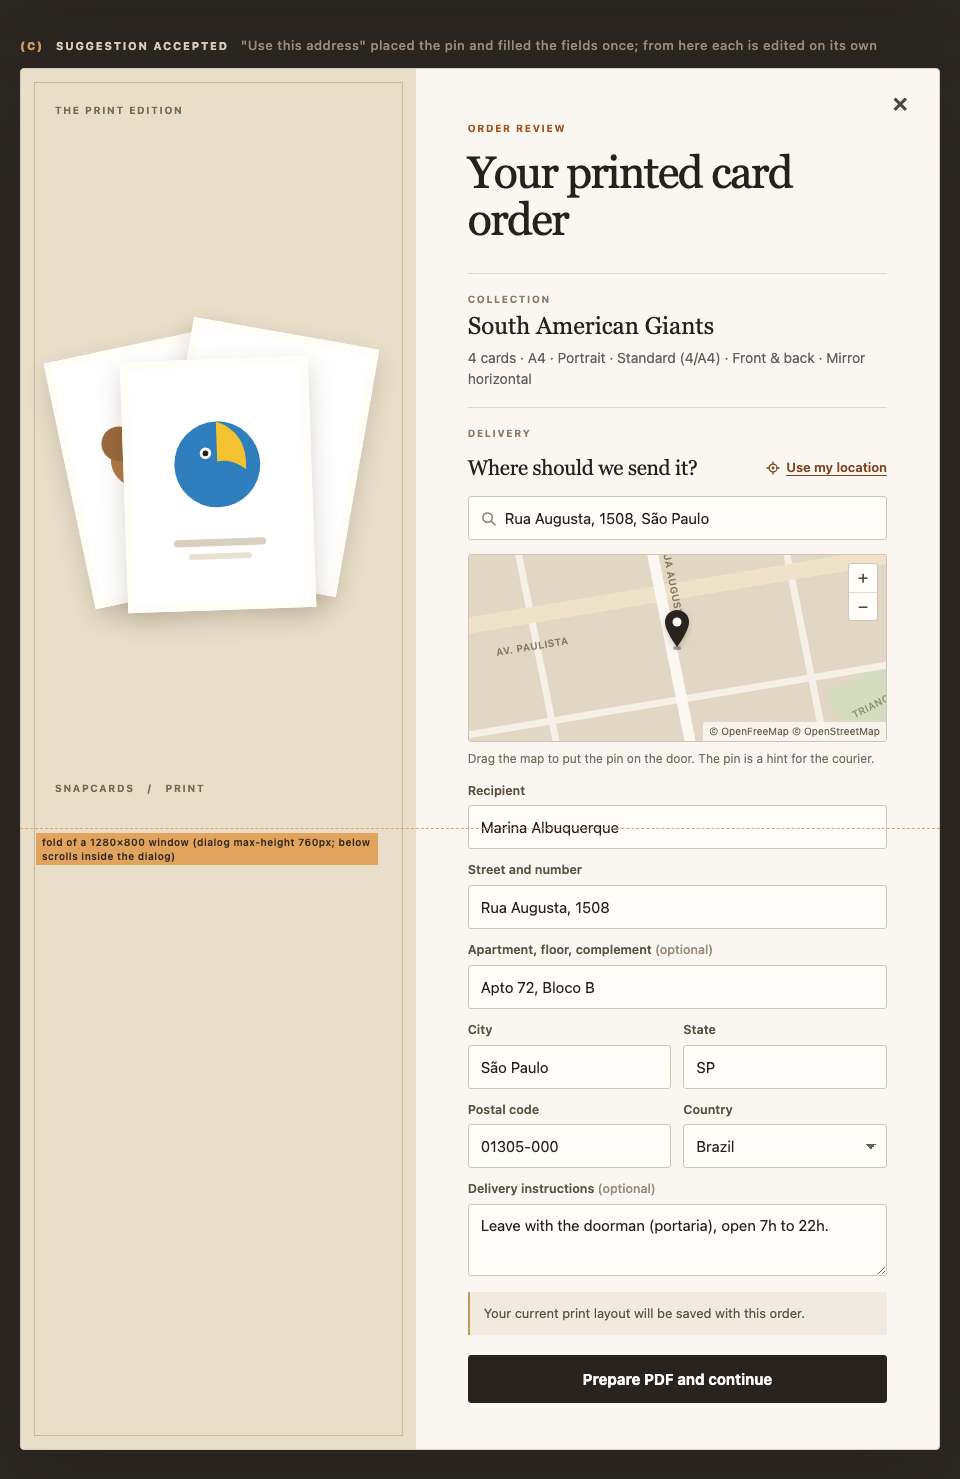 (C) SUGGESTION ACCEPTED "Use this address" placed the pin and filled the fields once; from here each is edited on its own
THE PRINT EDITION
SNAPCARDS / PRINT
fold of a 1280×800 window (dialog max-height 760px; below
scrolls inside the dialog)
×
ORDER REVIEW
Your printed card
order
COLLECTION
South American Giants
4 cards · A4 · Portrait · Standard (4/A4) · Front & back · Mirror
horizontal
DELIVERY
Where should we send it?
Use my location
Rua Augusta, 1508, São Paulo
AV. PAULISTA
+
−
© OpenFreeMap © OpenStreetMap
Drag the map to put the pin on the door. The pin is a hint for the courier.
Recipient
Marina Albuquerque
Street and number
Rua Augusta, 1508
Apartment, floor, complement (optional)
Apto 72, Bloco B
City
State
São Paulo
SP
Postal code
Country
01305-000
Brazil
Delivery instructions (optional)
Leave with the doorman (portaria), open 7h to 22h.
Your current print layout will be saved with this order.
Prepare PDF and continue